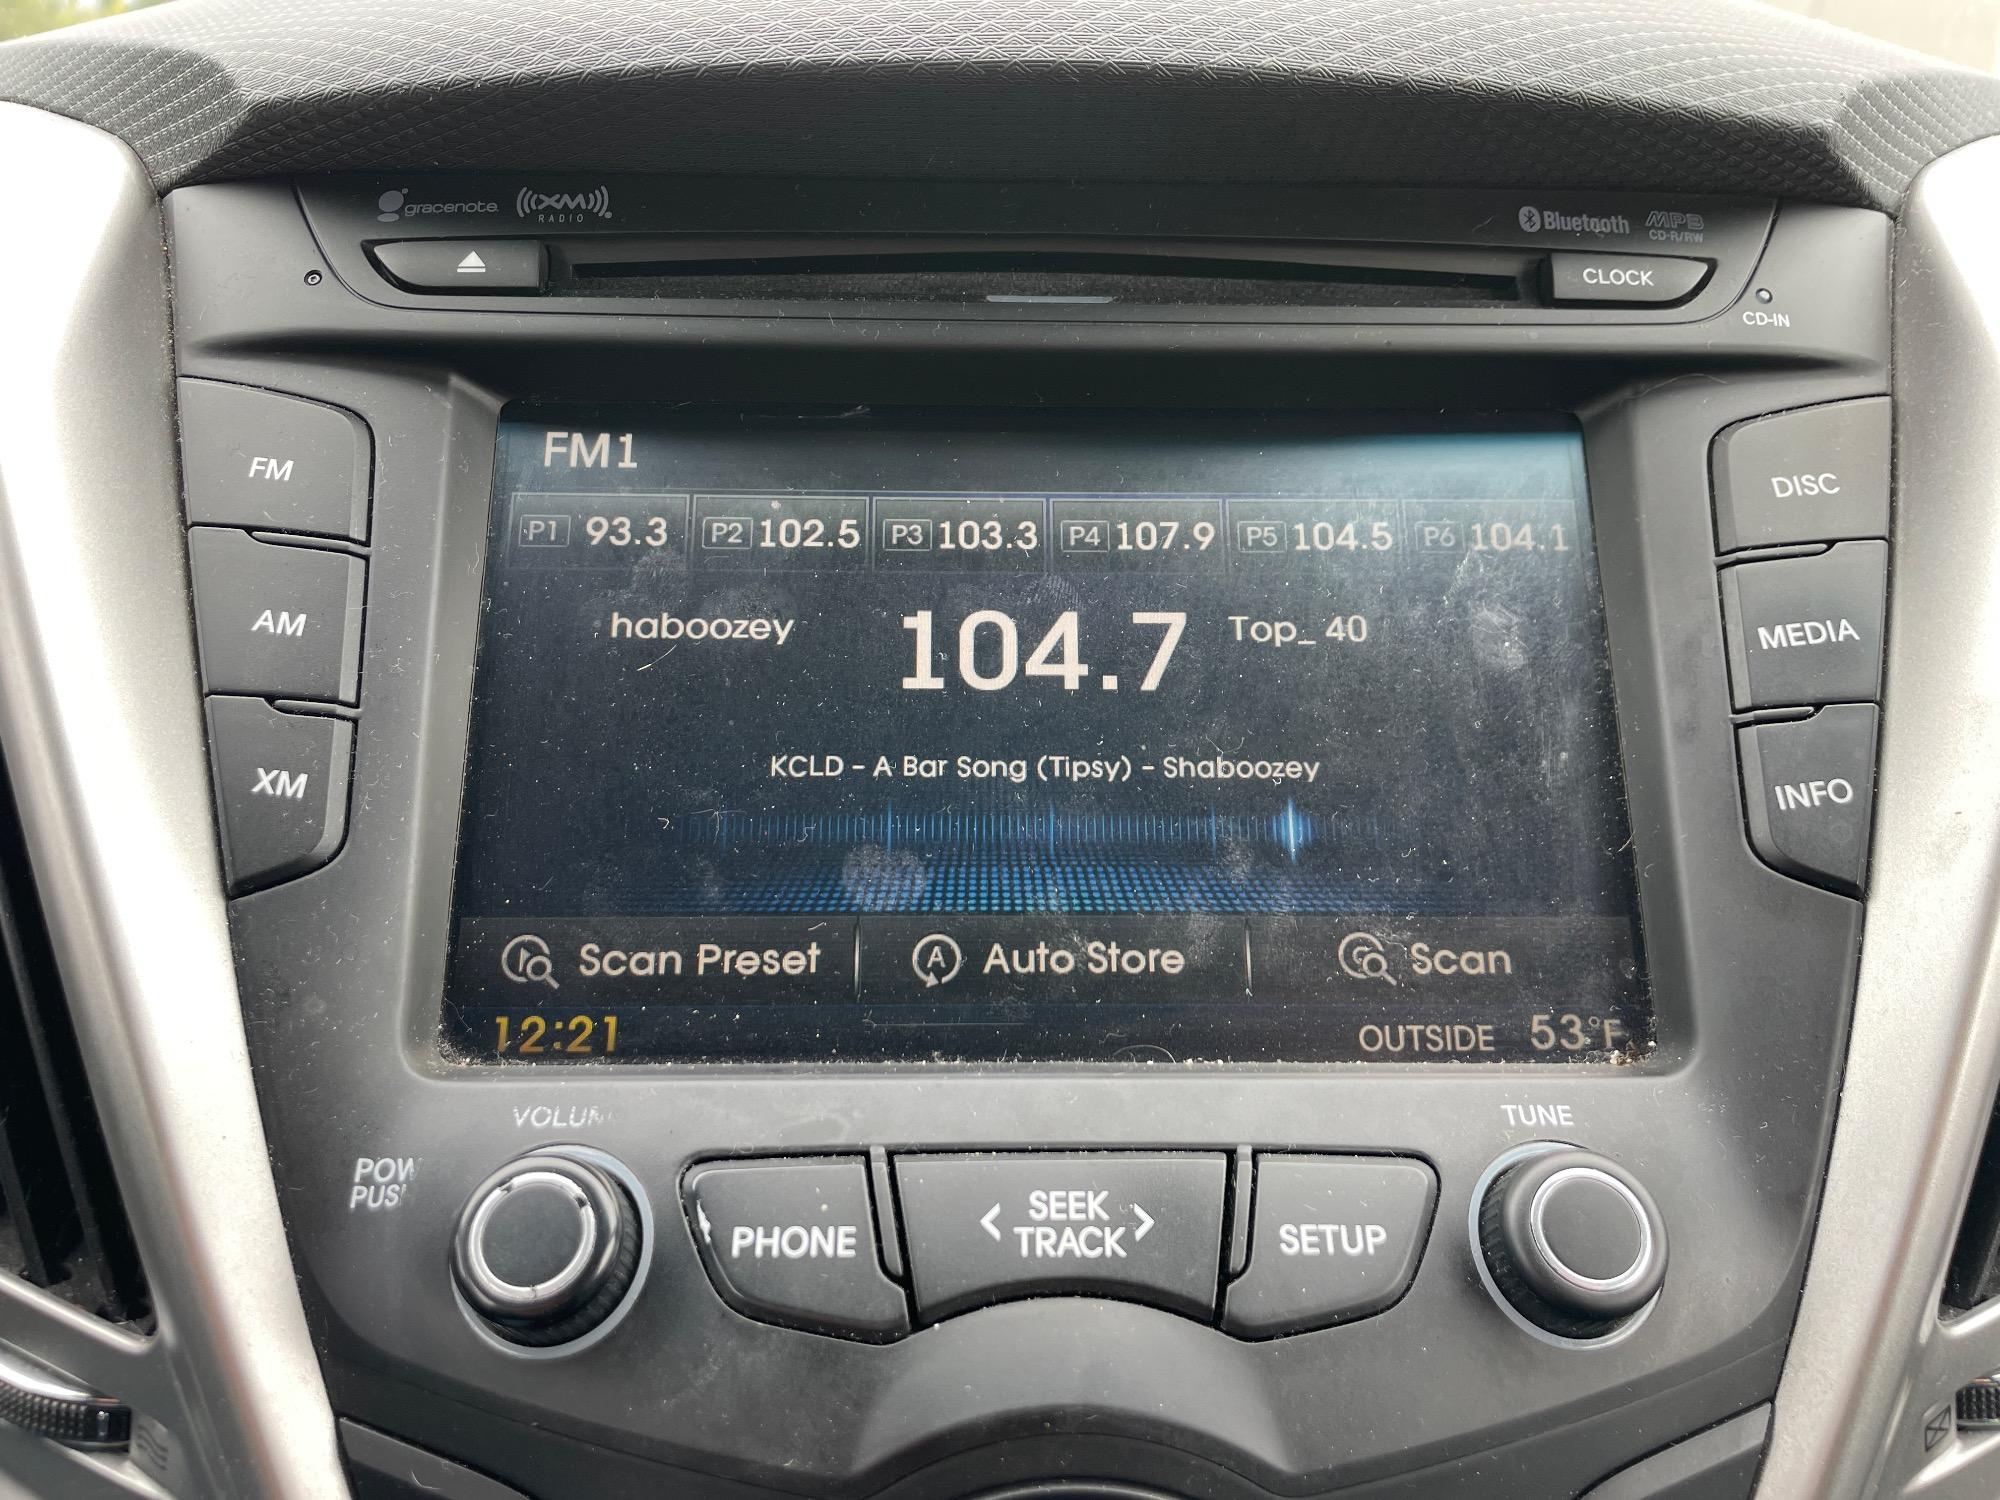 gracenote. XM RADIO
Bluetooth MP3 CD-R/RW
CLOCK
CD-IN
FM
AM
XM
DISC
MEDIA
INFO
FM1
P1 93.3 P2 102.5 P3 103.3 P4 107.9 P5 104.5 P6 104.1
haboozey 104.7 Top_ 40
KCLD - A Bar Song (Tipsy) - Shaboozey
Scan Preset A Auto Store Scan
12:21 OUTSIDE 53°F
VOLUM
POW
PUS
PHONE
< SEEK >
TRACK
SETUP
TUNE